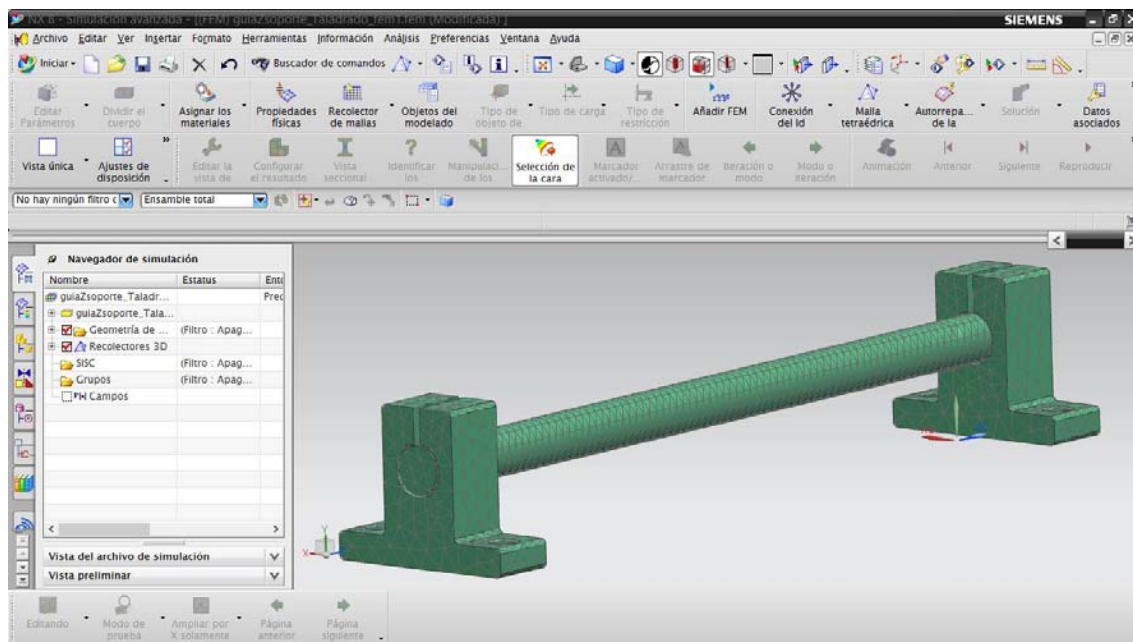 NX 8 - Simulación avanzada - [(FEM) guiaZsoporte_Taladrado_fem1.fem (Modificada) ]
SIEMENS
Archivo Editar Ver Insertar Formato Herramientas Información Análisis Preferencias Ventana Ayuda
Iniciar
Buscador de comandos
Editar Parámetros
Dividir el cuerpo
Asignar los materiales
Propiedades físicas
Recolector de mallas
Objetos del modelado
Tipo de objeto de
Tipo de carga
Tipo de restricción
Añadir FEM
Conexión del 1d
Malla tetraédrica
Autorrepa... de la
Solución
Datos asociados
Vista única
Ajustes de disposición
Editar la vista de
Configurar el resultado
Vista seccional
Identificar los
Manipulaci... de los
Selección de la cara
Marcador activado/...
Arrastre de marcador
Iteración o modo
Modo o iteración
Animación
Anterior
Siguiente
Reproducir
No hay ningún filtro c
Ensamble total
Navegador de simulación
Nombre Estatus Ent
guiaZsoporte_Taladr... Prec
guiaZsoporte_Tala...
Geometría de ... (Filtro : Apag...
Recolectores 3D
SISC (Filtro : Apag...
Grupos (Filtro : Apag...
Campos
Vista del archivo de simulación
Vista preliminar
Y
X
Editando
Modo de prueba
Ampliar por X solamente
Página anterior
Página siguiente